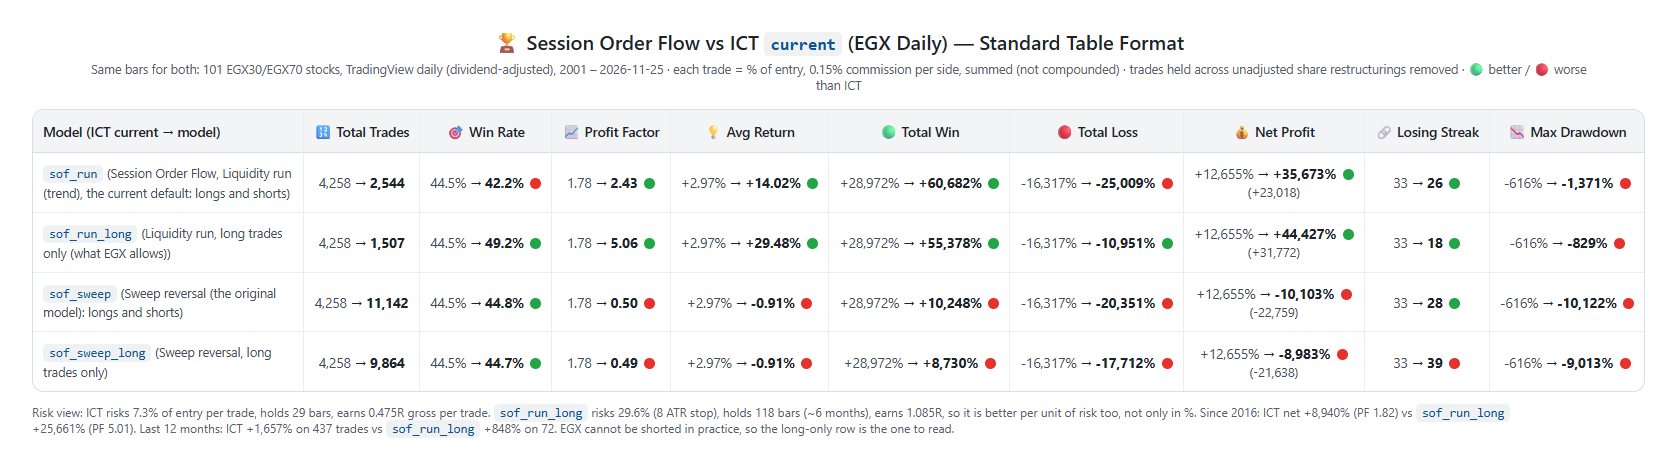 🏆 Session Order Flow vs ICT current (EGX Daily) — Standard Table Format
Same bars for both: 101 EGX30/EGX70 stocks, TradingView daily (dividend-adjusted), 2001 – 2026-11-25 · each trade = % of entry, 0.15% commission per side, summed (not compounded) · trades held across unadjusted share restructurings removed · 🟢 better / 🔴 worse
than ICT
Model (ICT current → model) 🔢 Total Trades 🎯 Win Rate 📈 Profit Factor 💡 Avg Return 🟢 Total Win 🔴 Total Loss 💰 Net Profit 🔗 Losing Streak 📉 Max Drawdown
sof_run (Session Order Flow, Liquidity run
(trend), the current default: longs and shorts)
4,258 → 2,544 44.5% → 42.2% 🔴 1.78 → 2.43 🟢 +2.97% → +14.02% 🟢 +28,972% → +60,682% 🟢 -16,317% → -25,009% 🔴 +12,655% → +35,673% 🟢
(+23,018)
33 → 26 🟢 -616% → -1,371% 🔴
sof_run_long (Liquidity run, long trades
only (what EGX allows))
4,258 → 1,507 44.5% → 49.2% 🟢 1.78 → 5.06 🟢 +2.97% → +29.48% 🟢 +28,972% → +55,378% 🟢 -16,317% → -10,951% 🟢 +12,655% → +44,427% 🟢
(+31,772)
33 → 18 🟢 -616% → -829% 🔴
sof_sweep (Sweep reversal (the original
model): longs and shorts)
4,258 → 11,142 44.5% → 44.8% 🟢 1.78 → 0.50 🔴 +2.97% → -0.91% 🔴 +28,972% → +10,248% 🔴 -16,317% → -20,351% 🔴 +12,655% → -10,103% 🔴
(-22,759)
33 → 28 🟢 -616% → -10,122% 🔴
sof_sweep_long (Sweep reversal, long
trades only)
4,258 → 9,864 44.5% → 44.7% 🟢 1.78 → 0.49 🔴 +2.97% → -0.91% 🔴 +28,972% → +8,730% 🔴 -16,317% → -17,712% 🔴 +12,655% → -8,983% 🔴
(-21,638)
33 → 39 🔴 -616% → -9,013% 🔴
Risk view: ICT risks 7.3% of entry per trade, holds 29 bars, earns 0.475R gross per trade. sof_run_long risks 29.6% (8 ATR stop), holds 118 bars (~6 months), earns 1.085R, so it is better per unit of risk too, not only in %. Since 2016: ICT net +8,940% (PF 1.82) vs sof_run_long
+25,661% (PF 5.01). Last 12 months: ICT +1,657% on 437 trades vs sof_run_long +848% on 72. EGX cannot be shorted in practice, so the long-only row is the one to read.